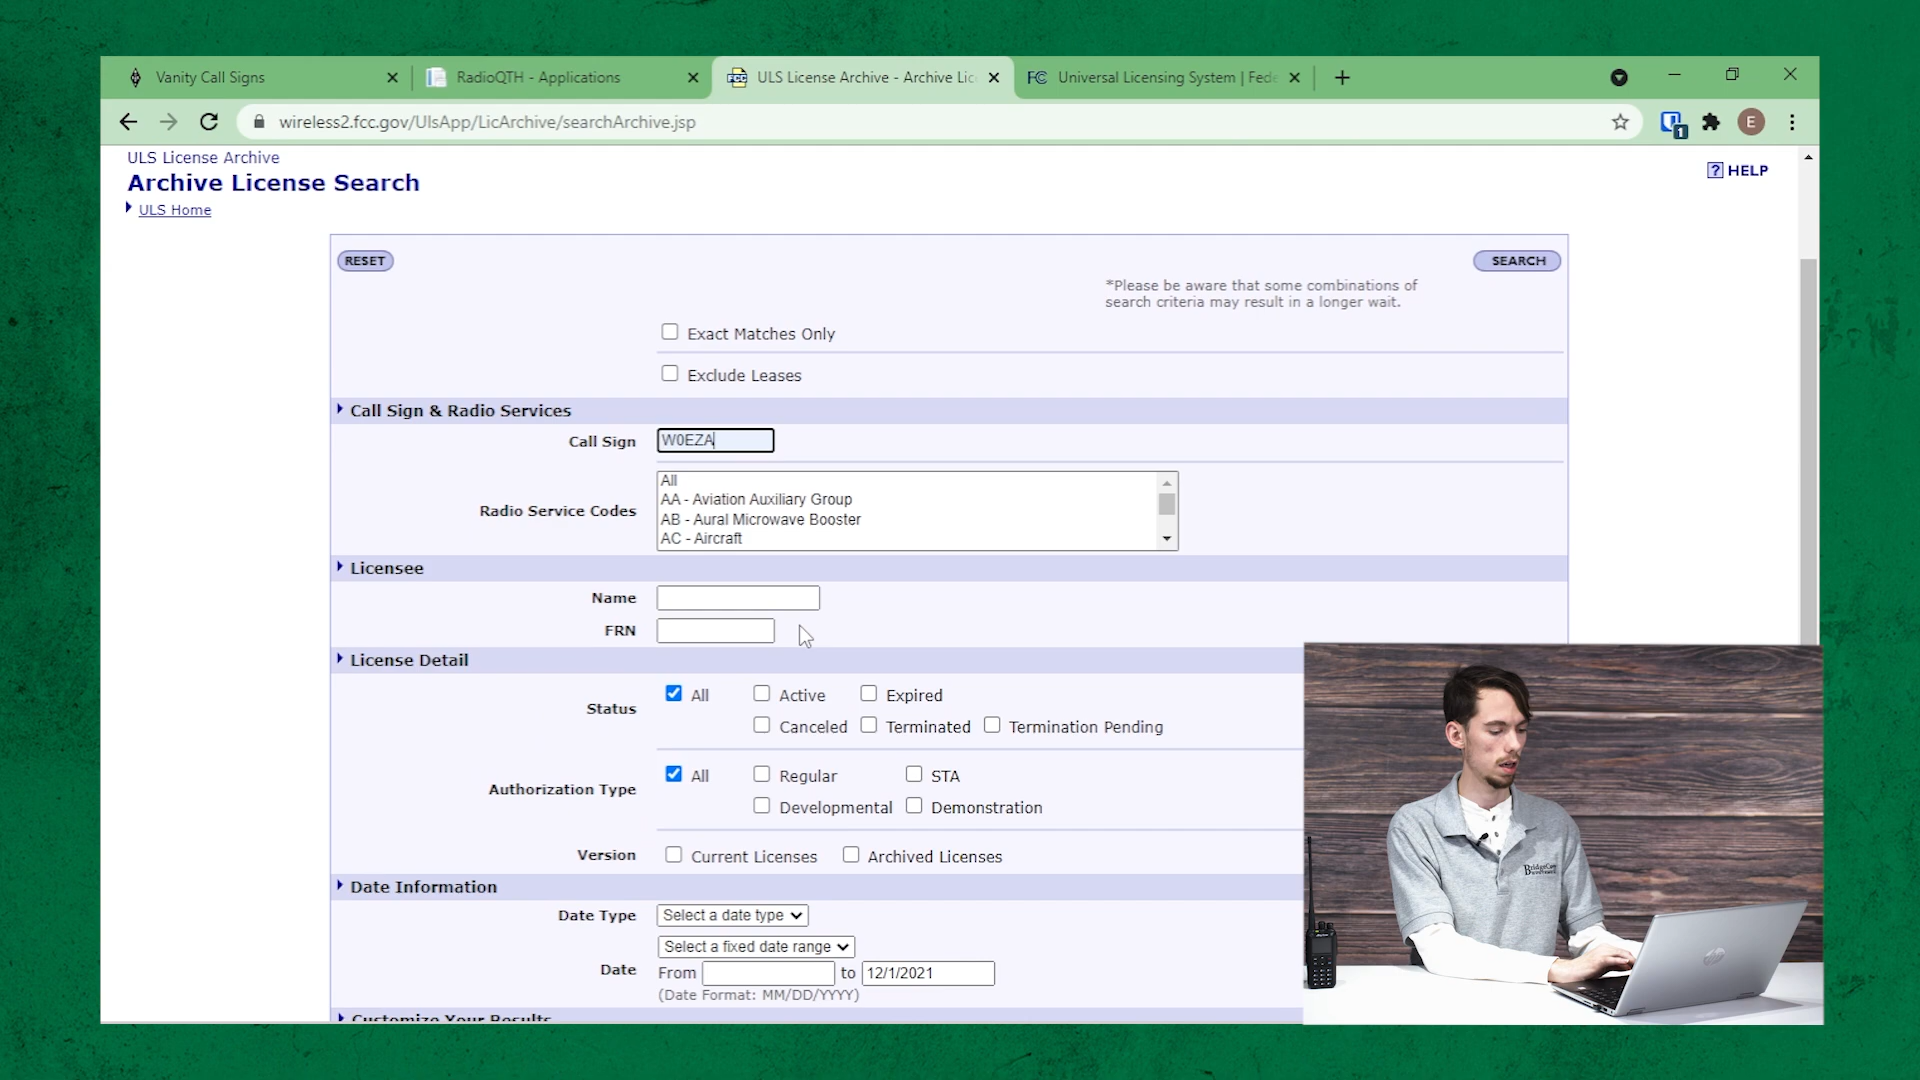 Vanity Call Signs
RadioQTH - Applications
ULS License Archive - Archive Lic
Universal Licensing System | Fede
wireless2.fcc.gov/UlsApp/LicArchive/searchArchive.jsp
1
E
ULS License Archive
Archive License Search
ULS Home
? HELP
RESET
SEARCH
*Please be aware that some combinations of
search criteria may result in a longer wait.
Exact Matches Only
Exclude Leases
Call Sign & Radio Services
Call Sign W0EZA
Radio Service Codes
All
AA - Aviation Auxiliary Group
AB - Aural Microwave Booster
AC - Aircraft
Licensee
Name
FRN
License Detail
Status
All Active Expired
Canceled Terminated Termination Pending
Authorization Type
All Regular STA
Developmental Demonstration
Version Current Licenses Archived Licenses
Date Information
Date Type Select a date type
Select a fixed date range
Date
From to 12/1/2021
(Date Format: MM/DD/YYYY)
Customize Your Results
hp